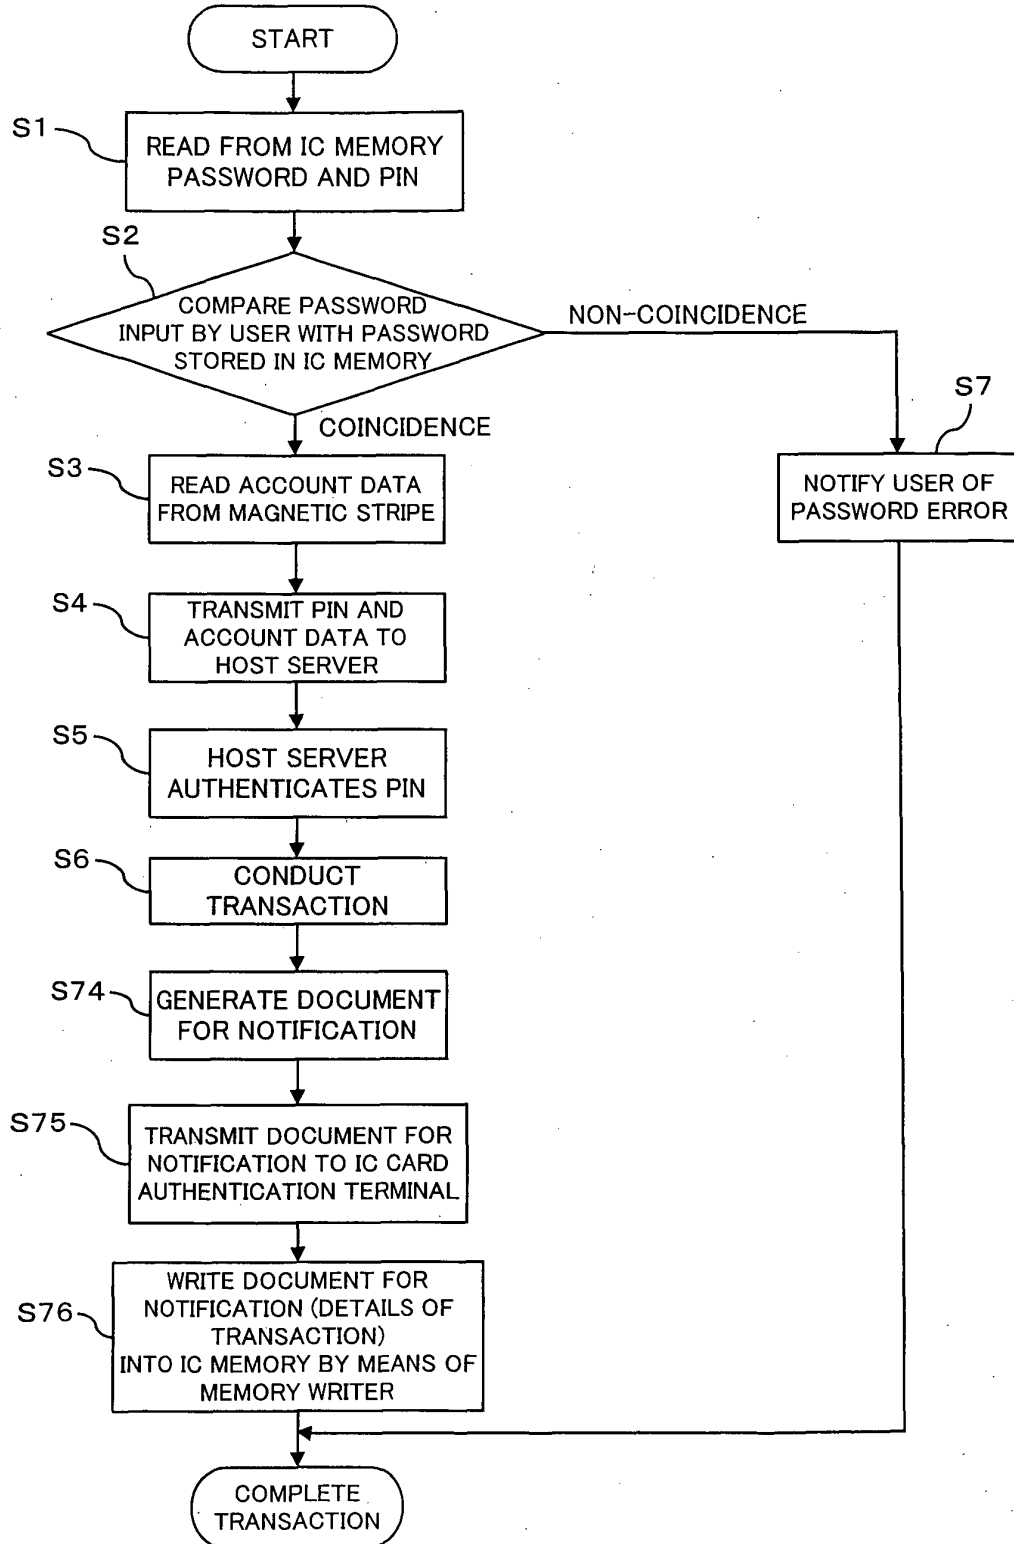 START
S1
READ FROM IC MEMORY
PASSWORD AND PIN
S2
COMPARE PASSWORD
INPUT BY USER WITH PASSWORD
STORED IN IC MEMORY
NON-COINCIDENCE
COINCIDENCE
S7
NOTIFY USER OF
PASSWORD ERROR
S3
READ ACCOUNT DATA
FROM MAGNETIC STRIPE
S4
TRANSMIT PIN AND
ACCOUNT DATA TO
HOST SERVER
S5
HOST SERVER
AUTHENTICATES PIN
S6
CONDUCT
TRANSACTION
S74
GENERATE DOCUMENT
FOR NOTIFICATION
S75
TRANSMIT DOCUMENT FOR
NOTIFICATION TO IC CARD
AUTHENTICATION TERMINAL
S76
WRITE DOCUMENT FOR
NOTIFICATION (DETAILS OF
TRANSACTION)
INTO IC MEMORY BY MEANS OF
MEMORY WRITER
COMPLETE
TRANSACTION